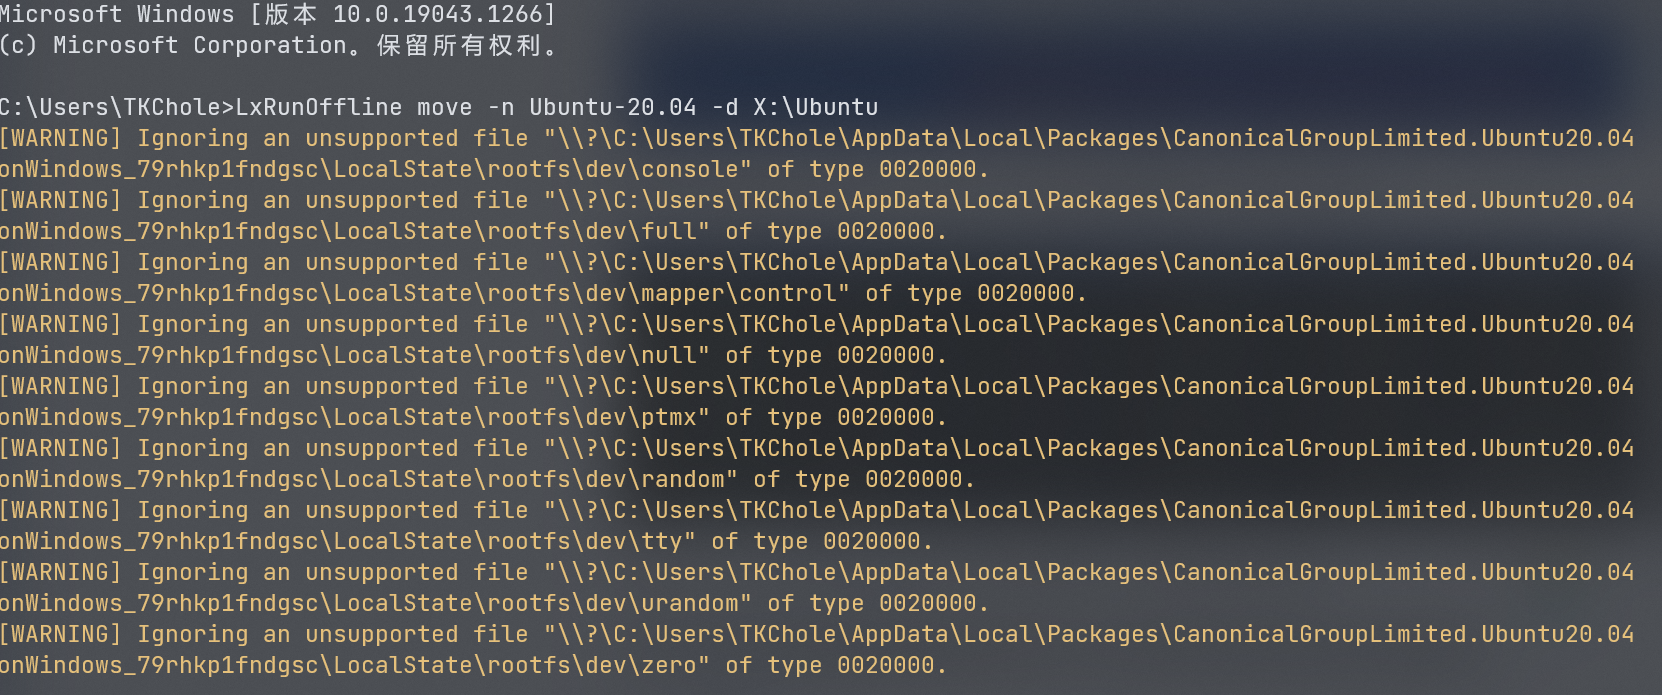 Microsoft Windows [版本 10.0.19043.1266]
(c) Microsoft Corporation。保留所有权利。
C:\Users\TKChole>LxRunOffline move -n Ubuntu-20.04 -d X:\Ubuntu
[WARNING] Ignoring an unsupported file "\\?\C:\Users\TKChole\AppData\Local\Packages\CanonicalGroupLimited.Ubuntu20.04
onWindows_79rhkp1fndgsc\LocalState\rootfs\dev\console" of type 0020000.
[WARNING] Ignoring an unsupported file "\\?\C:\Users\TKChole\AppData\Local\Packages\CanonicalGroupLimited.Ubuntu20.04
onWindows_79rhkp1fndgsc\LocalState\rootfs\dev\full" of type 0020000.
[WARNING] Ignoring an unsupported file "\\?\C:\Users\TKChole\AppData\Local\Packages\CanonicalGroupLimited.Ubuntu20.04
onWindows_79rhkp1fndgsc\LocalState\rootfs\dev\mapper\control" of type 0020000.
[WARNING] Ignoring an unsupported file "\\?\C:\Users\TKChole\AppData\Local\Packages\CanonicalGroupLimited.Ubuntu20.04
onWindows_79rhkp1fndgsc\LocalState\rootfs\dev\null" of type 0020000.
[WARNING] Ignoring an unsupported file "\\?\C:\Users\TKChole\AppData\Local\Packages\CanonicalGroupLimited.Ubuntu20.04
onWindows_79rhkp1fndgsc\LocalState\rootfs\dev\ptmx" of type 0020000.
[WARNING] Ignoring an unsupported file "\\?\C:\Users\TKChole\AppData\Local\Packages\CanonicalGroupLimited.Ubuntu20.04
onWindows_79rhkp1fndgsc\LocalState\rootfs\dev\random" of type 0020000.
[WARNING] Ignoring an unsupported file "\\?\C:\Users\TKChole\AppData\Local\Packages\CanonicalGroupLimited.Ubuntu20.04
onWindows_79rhkp1fndgsc\LocalState\rootfs\dev\tty" of type 0020000.
[WARNING] Ignoring an unsupported file "\\?\C:\Users\TKChole\AppData\Local\Packages\CanonicalGroupLimited.Ubuntu20.04
onWindows_79rhkp1fndgsc\LocalState\rootfs\dev\urandom" of type 0020000.
[WARNING] Ignoring an unsupported file "\\?\C:\Users\TKChole\AppData\Local\Packages\CanonicalGroupLimited.Ubuntu20.04
onWindows_79rhkp1fndgsc\LocalState\rootfs\dev\zero" of type 0020000.